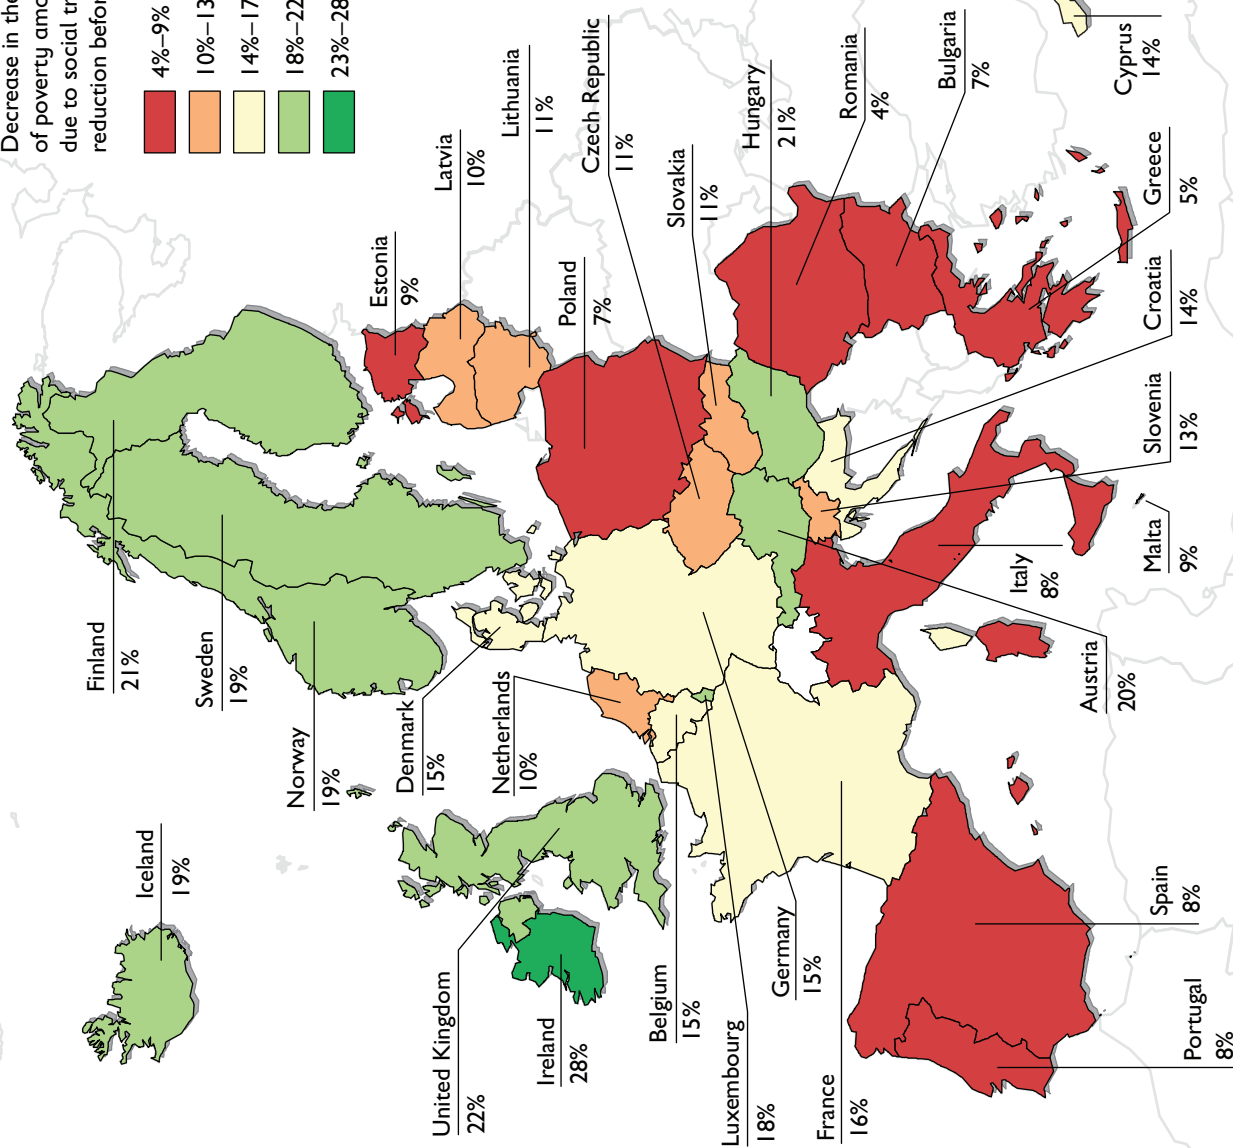 Decrease in the
of poverty amo
due to social tr
reduction befor
4%–9%
10%–13
14%–17
18%–22
23%–28
Iceland
19%
Norway
19%
Sweden
19%
Finland
21%
Denmark
15%
Netherlands
10%
United Kingdom
22%
Ireland
28%
Belgium
15%
Luxembourg
18%
France
16%
Germany
15%
Portugal
8%
Spain
8%
Austria
20%
Italy
8%
Malta
9%
Slovenia
13%
Croatia
14%
Greece
5%
Cyprus
14%
Bulgaria
7%
Romania
4%
Hungary
21%
Slovakia
11%
Czech Republic
11%
Poland
7%
Lithuania
11%
Latvia
10%
Estonia
9%